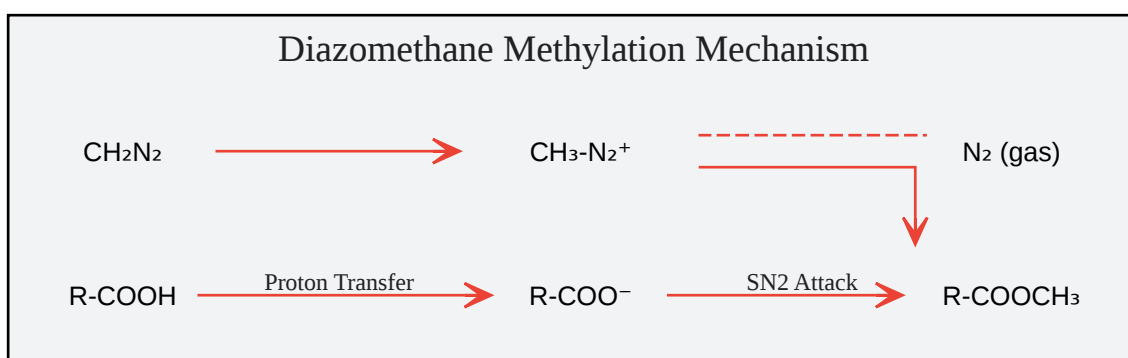 Diazomethane Methylation Mechanism
CH₂N₂
CH₃-N₂⁺
N₂ (gas)
R-COOH
Proton Transfer
R-COO⁻
SN2 Attack
R-COOCH₃